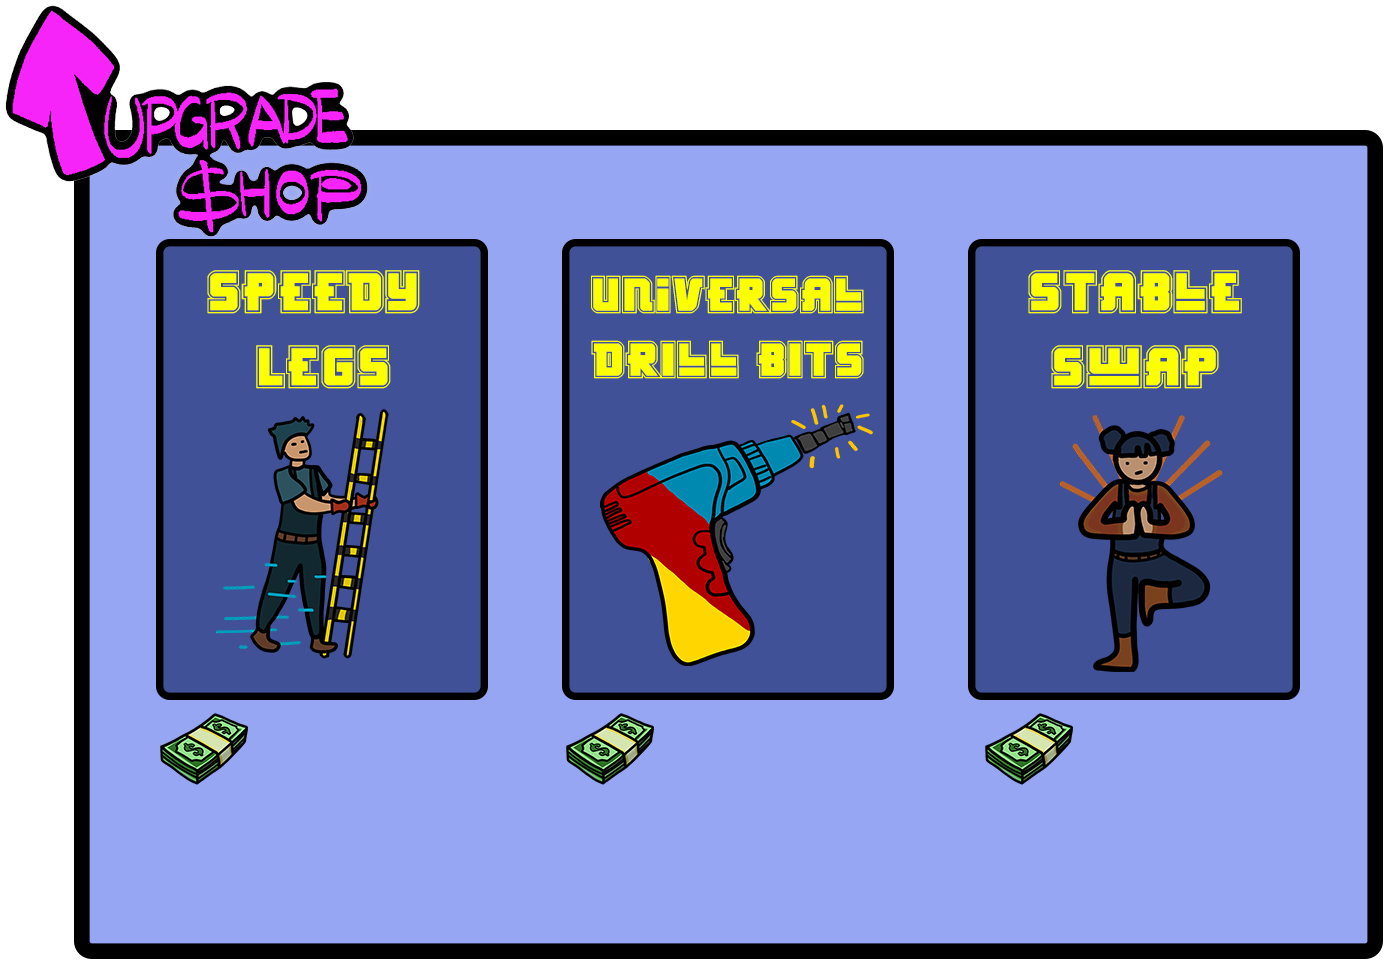 UPGRADE
$HOP
SPEEDY
LEGS
UNIVERSAL
DRILL BITS
STABLE
SWAP
$ $
$ $
$ $